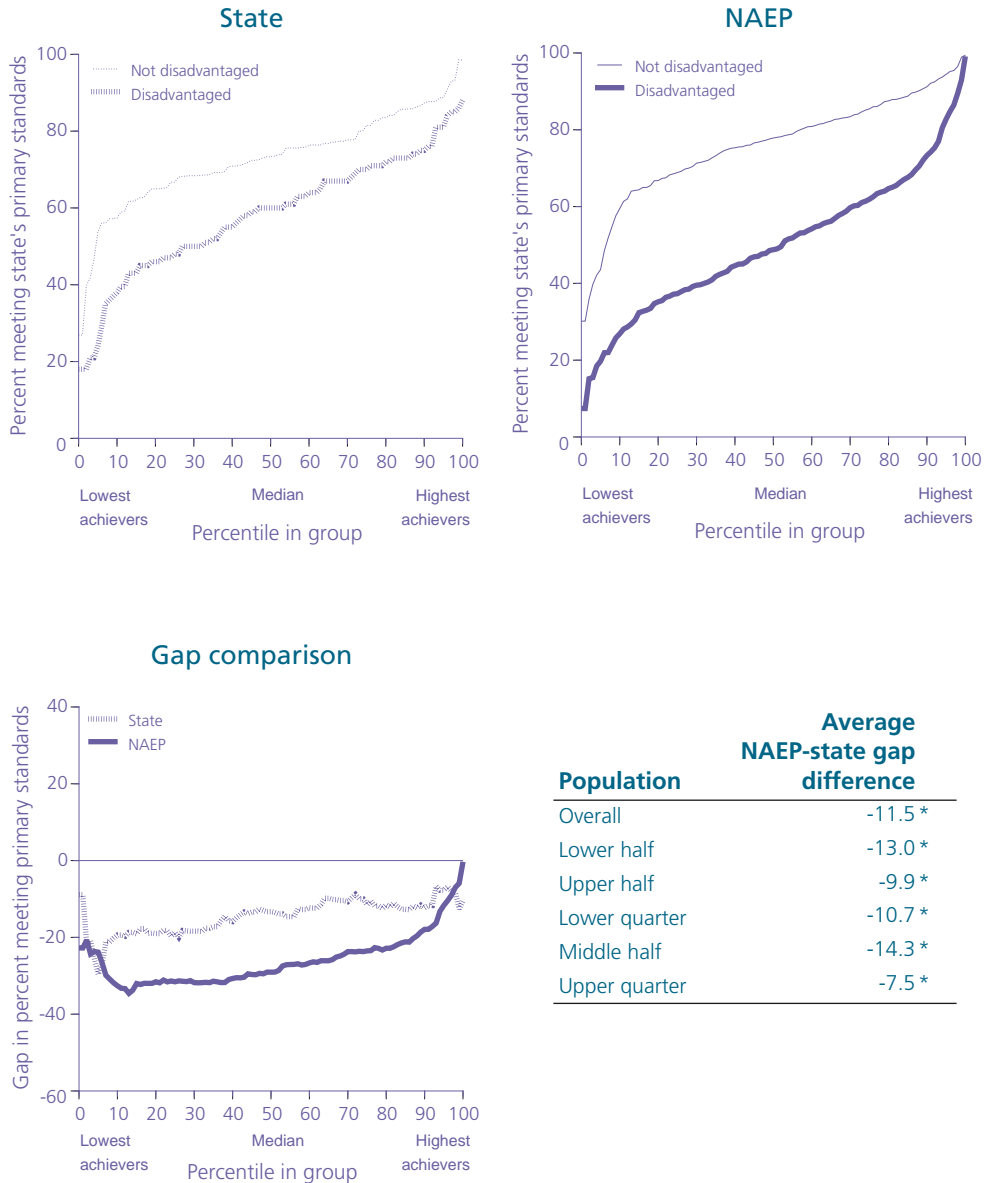 State
Percent meeting state's primary standards
100
80
60
40
20
0
Not disadvantaged
Disadvantaged
0 10 20 30 40 50 60 70 80 90 100
Lowest achievers
Median
Highest achievers
Percentile in group
NAEP
Percent meeting state's primary standards
100
80
60
40
20
0
Not disadvantaged
Disadvantaged
0 10 20 30 40 50 60 70 80 90 100
Lowest achievers
Median
Highest achievers
Percentile in group
Gap comparison
Gap in percent meeting primary standards
40
20
0
-20
-40
-60
State
NAEP
0 10 20 30 40 50 60 70 80 90 100
Lowest achievers
Median
Highest achievers
Percentile in group
Average
NAEP-state gap
Population difference
Overall -11.5 *
Lower half -13.0 *
Upper half -9.9 *
Lower quarter -10.7 *
Middle half -14.3 *
Upper quarter -7.5 *